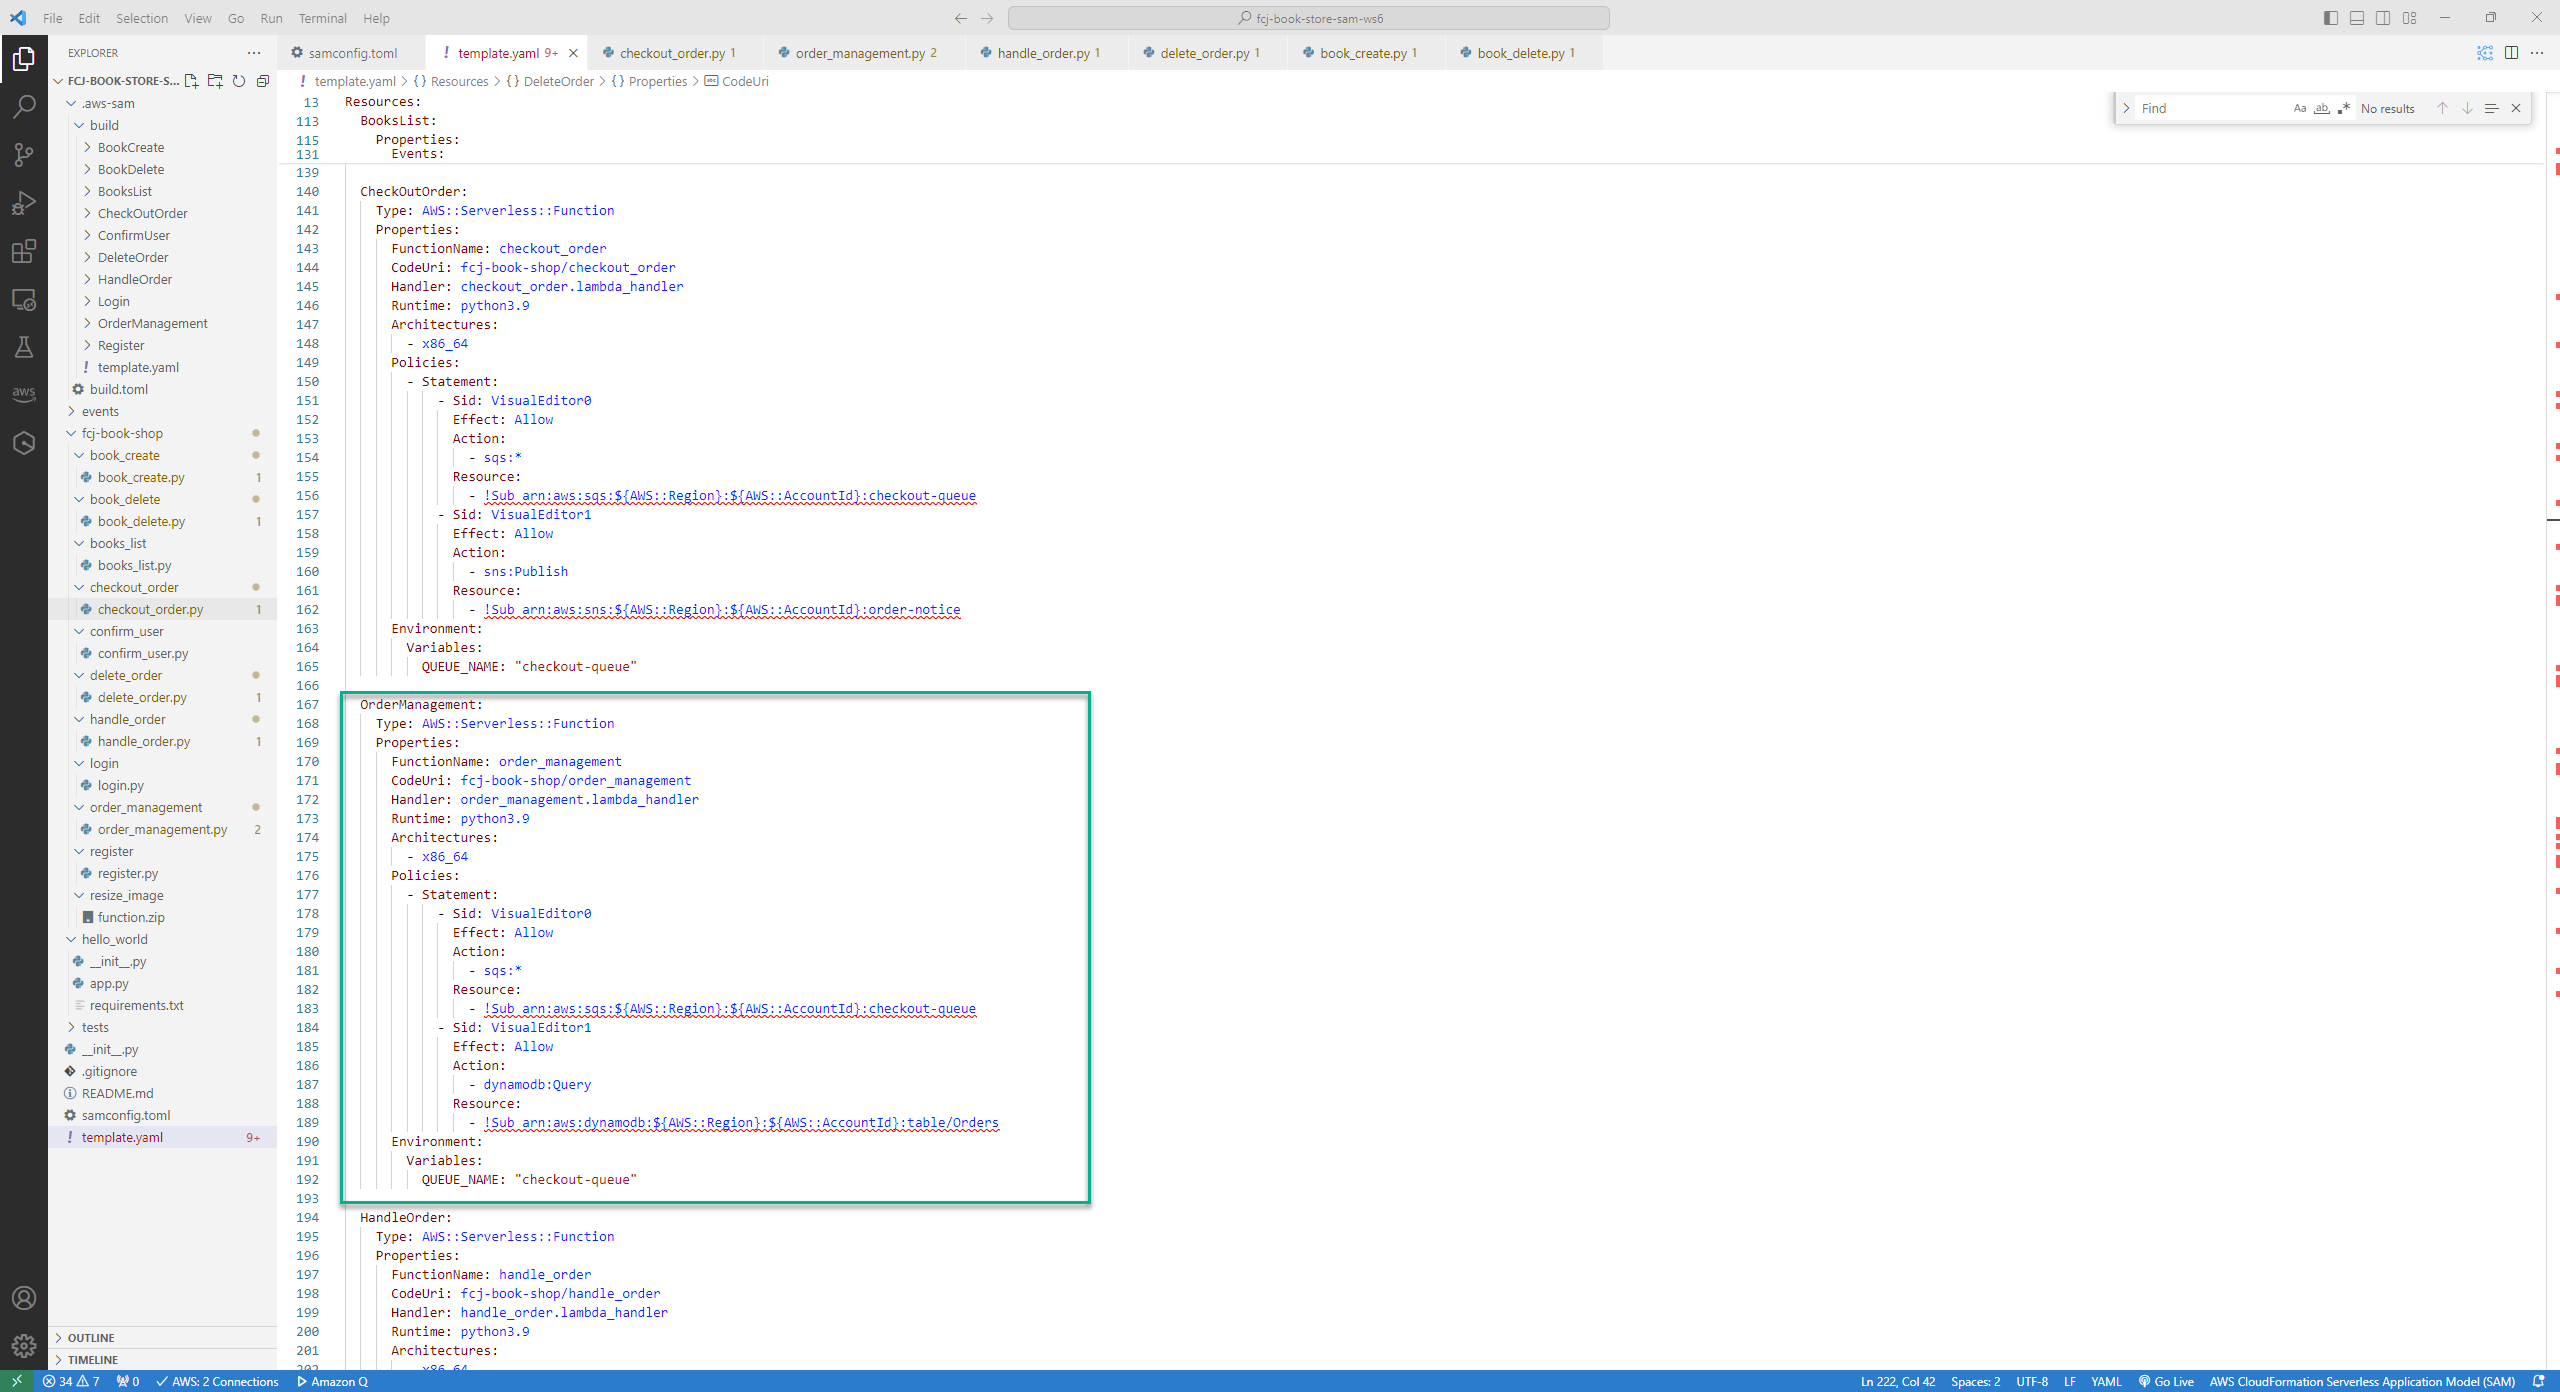 File Edit Selection View Go Run Terminal Help
fcj-book-store-sam-ws6
EXPLORER
FCJ-BOOK-STORE-S...
.aws-sam
build
BookCreate
BookDelete
BooksList
CheckOutOrder
ConfirmUser
DeleteOrder
HandleOrder
Login
OrderManagement
Register
! template.yaml
build.toml
events
fcj-book-shop
book_create
book_create.py 1
book_delete
book_delete.py 1
books_list
books_list.py
checkout_order
checkout_order.py 1
confirm_user
confirm_user.py
delete_order
delete_order.py 1
handle_order
handle_order.py 1
login
login.py
order_management
order_management.py 2
register
register.py
resize_image
function.zip
hello_world
__init__.py
app.py
requirements.txt
tests
__init__.py
.gitignore
README.md
samconfig.toml
! template.yaml 9+
OUTLINE
TIMELINE
aws
samconfig.toml ! template.yaml 9+ checkout_order.py 1 order_management.py 2 handle_order.py 1 delete_order.py 1 book_create.py 1 book_delete.py 1
! template.yaml > {} Resources > {} DeleteOrder > {} Properties > CodeUri
Find Aa ab .* No results
13 Resources:
113 BooksList:
115 Properties:
131 Events:
139
140 CheckOutOrder:
141 Type: AWS::Serverless::Function
142 Properties:
143 FunctionName: checkout_order
144 CodeUri: fcj-book-shop/checkout_order
145 Handler: checkout_order.lambda_handler
146 Runtime: python3.9
147 Architectures:
148 - x86_64
149 Policies:
150 - Statement:
151 - Sid: VisualEditor0
152 Effect: Allow
153 Action:
154 - sqs:*
155 Resource:
156 - !Sub arn:aws:sqs:${AWS::Region}:${AWS::AccountId}:checkout-queue
157 - Sid: VisualEditor1
158 Effect: Allow
159 Action:
160 - sns:Publish
161 Resource:
162 - !Sub arn:aws:sns:${AWS::Region}:${AWS::AccountId}:order-notice
163 Environment:
164 Variables:
165 QUEUE_NAME: "checkout-queue"
166
167 OrderManagement:
168 Type: AWS::Serverless::Function
169 Properties:
170 FunctionName: order_management
171 CodeUri: fcj-book-shop/order_management
172 Handler: order_management.lambda_handler
173 Runtime: python3.9
174 Architectures:
175 - x86_64
176 Policies:
177 - Statement:
178 - Sid: VisualEditor0
179 Effect: Allow
180 Action:
181 - sqs:*
182 Resource:
183 - !Sub arn:aws:sqs:${AWS::Region}:${AWS::AccountId}:checkout-queue
184 - Sid: VisualEditor1
185 Effect: Allow
186 Action:
187 - dynamodb:Query
188 Resource:
189 - !Sub arn:aws:dynamodb:${AWS::Region}:${AWS::AccountId}:table/Orders
190 Environment:
191 Variables:
192 QUEUE_NAME: "checkout-queue"
193
194 HandleOrder:
195 Type: AWS::Serverless::Function
196 Properties:
197 FunctionName: handle_order
198 CodeUri: fcj-book-shop/handle_order
199 Handler: handle_order.lambda_handler
200 Runtime: python3.9
201 Architectures:
202 - x86_64
34 7 0 AWS: 2 Connections Amazon Q Ln 222, Col 42 Spaces: 2 UTF-8 LF YAML Go Live AWS CloudFormation Serverless Application Model (SAM)